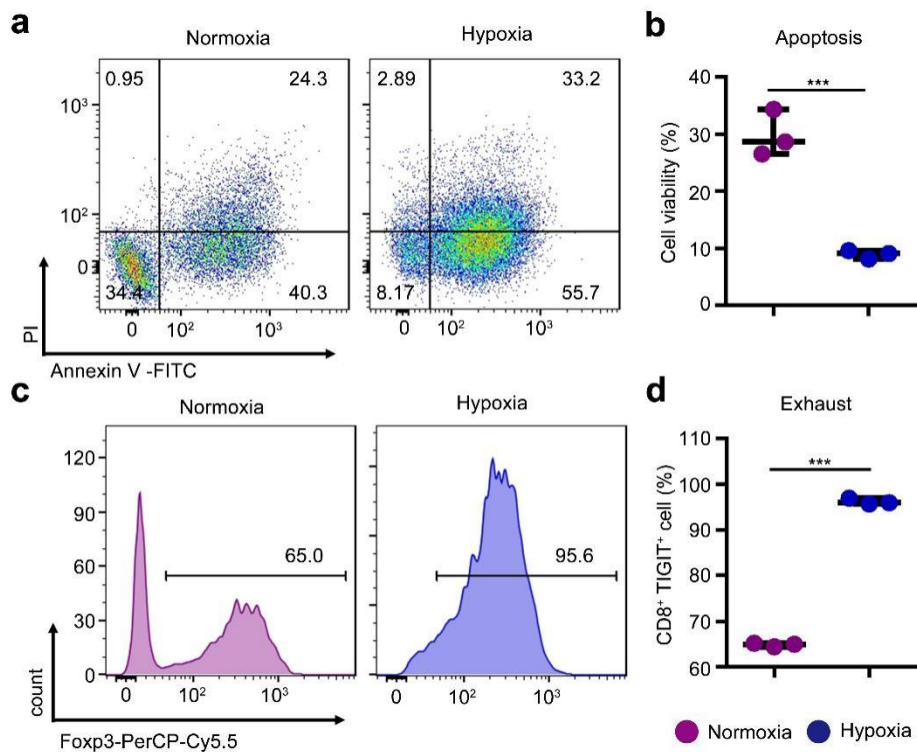 a
Normoxia
Hypoxia
0.95
24.3
2.89
33.2
10³
10²
0
34.4
40.3
8.17
55.7
0
10²
10³
0
10²
10³
PI
Annexin V -FITC
b
Apoptosis
***
Cell viability (%)
40
30
20
10
0
c
Normoxia
Hypoxia
120
90
60
30
0
65.0
95.6
0
10²
10³
0
10²
10³
count
Foxp3-PerCP-Cy5.5
d
Exhaust
***
CD8⁺ TIGIT⁺ cell (%)
110
100
90
80
70
60
Normoxia
Hypoxia